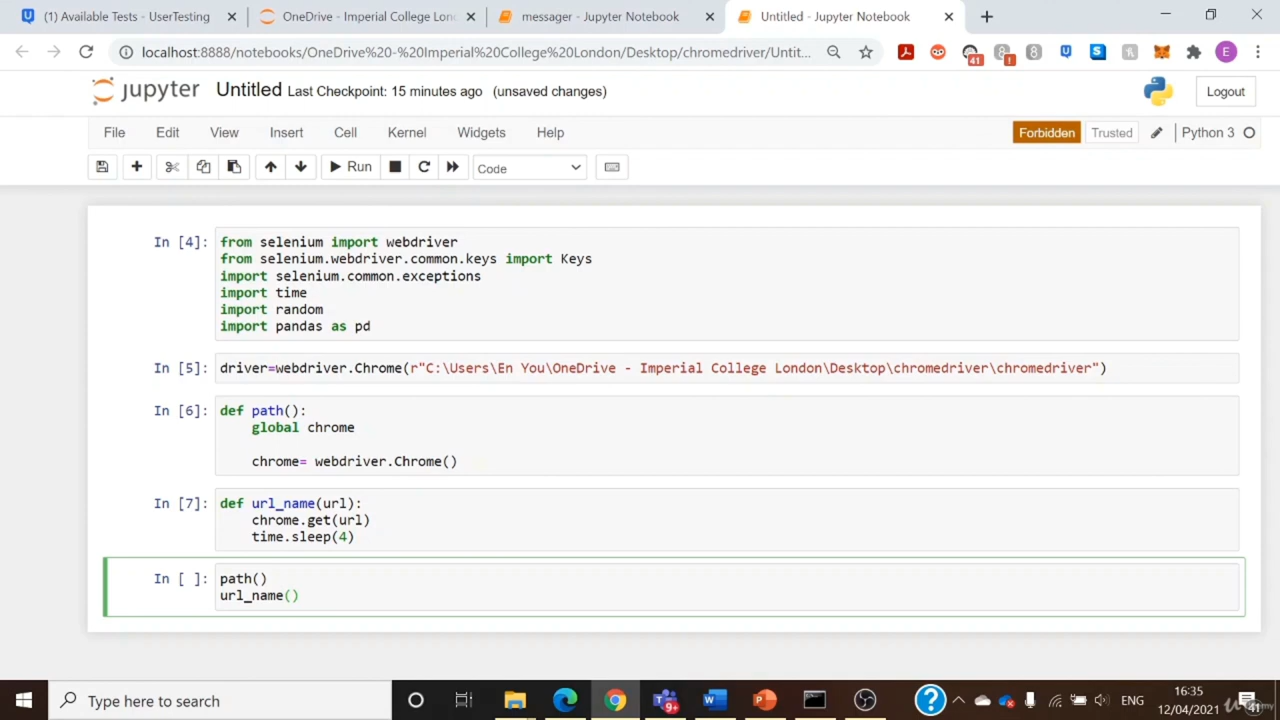 (1) Available Tests - UserTesting
OneDrive - Imperial College Lon
messager - Jupyter Notebook
Untitled - Jupyter Notebook
localhost:8888/notebooks/OneDrive%20-%20Imperial%20College%20London/Desktop/chromedriver/Untit...
41
E
jupyter Untitled Last Checkpoint: 15 minutes ago (unsaved changes)
Logout
File Edit View Insert Cell Kernel Widgets Help
Forbidden Trusted Python 3
Run
Code
In [4]: from selenium import webdriver
from selenium.webdriver.common.keys import Keys
import selenium.common.exceptions
import time
import random
import pandas as pd
In [5]: driver=webdriver.Chrome(r"C:\Users\En You\OneDrive - Imperial College London\Desktop\chromedriver\chromedriver")
In [6]: def path():
global chrome
chrome= webdriver.Chrome()
In [7]: def url_name(url):
chrome.get(url)
time.sleep(4)
In [ ]: path()
url_name()
Type here to search
9+
ENG
16:35
12/04/2021
41